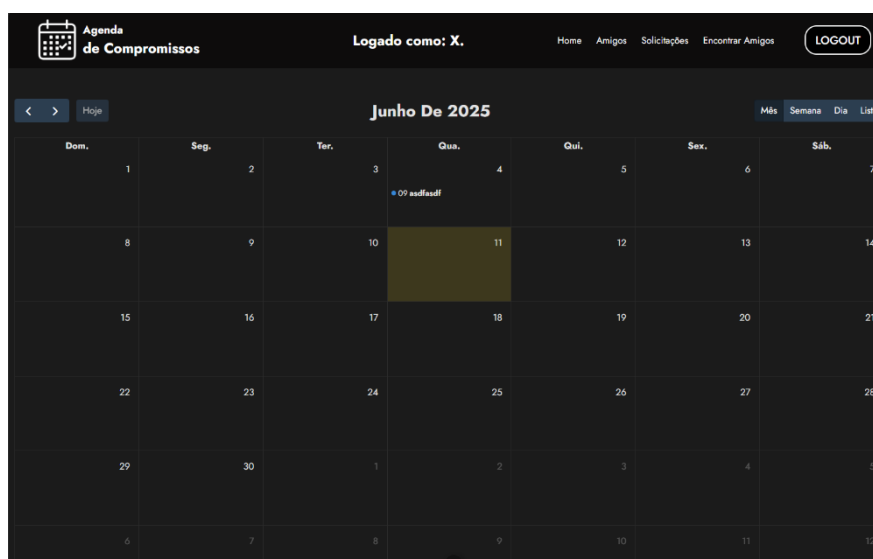 Agenda
de Compromissos
Logado como: X.
Home Amigos Solicitações Encontrar Amigos LOGOUT
Hoje
Junho De 2025
Mês Semana Dia List
Dom. Seg. Ter. Qua. Qui. Sex. Sáb.
1 2 3 4 5 6 7
09 asdfasdf
8 9 10 11 12 13 14
15 16 17 18 19 20 21
22 23 24 25 26 27 28
29 30 1 2 3 4 5
6 7 8 9 10 11 12